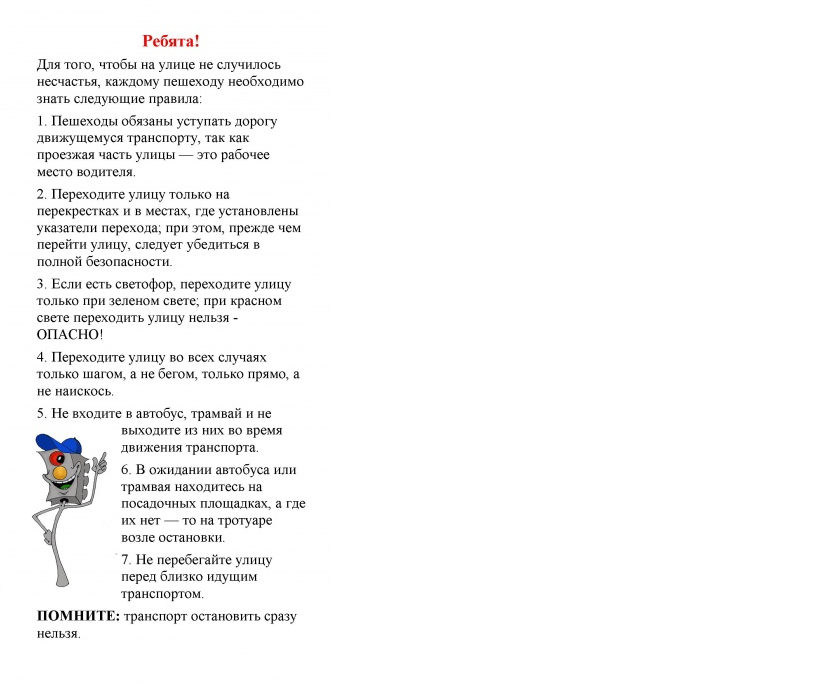 Ребята!
Для того, чтобы на улице не случилось
несчастья, каждому пешеходу необходимо
знать следующие правила:
1. Пешеходы обязаны уступать дорогу
движущемуся транспорту, так как
проезжая часть улицы — это рабочее
место водителя.
2. Переходите улицу только на
перекрестках и в местах, где установлены
указатели перехода; при этом, прежде чем
перейти улицу, следует убедиться в
полной безопасности.
3. Если есть светофор, переходите улицу
только при зеленом свете; при красном
свете переходить улицу нельзя -
ОПАСНО!
4. Переходите улицу во всех случаях
только шагом, а не бегом, только прямо, а
не наискось.
5. Не входите в автобус, трамвай и не
выходите из них во время
движения транспорта.
6. В ожидании автобуса или
трамвая находитесь на
посадочных площадках, а где
их нет — то на тротуаре
возле остановки.
7. Не перебегайте улицу
перед близко идущим
транспортом.
ПОМНИТЕ: транспорт остановить сразу
нельзя.